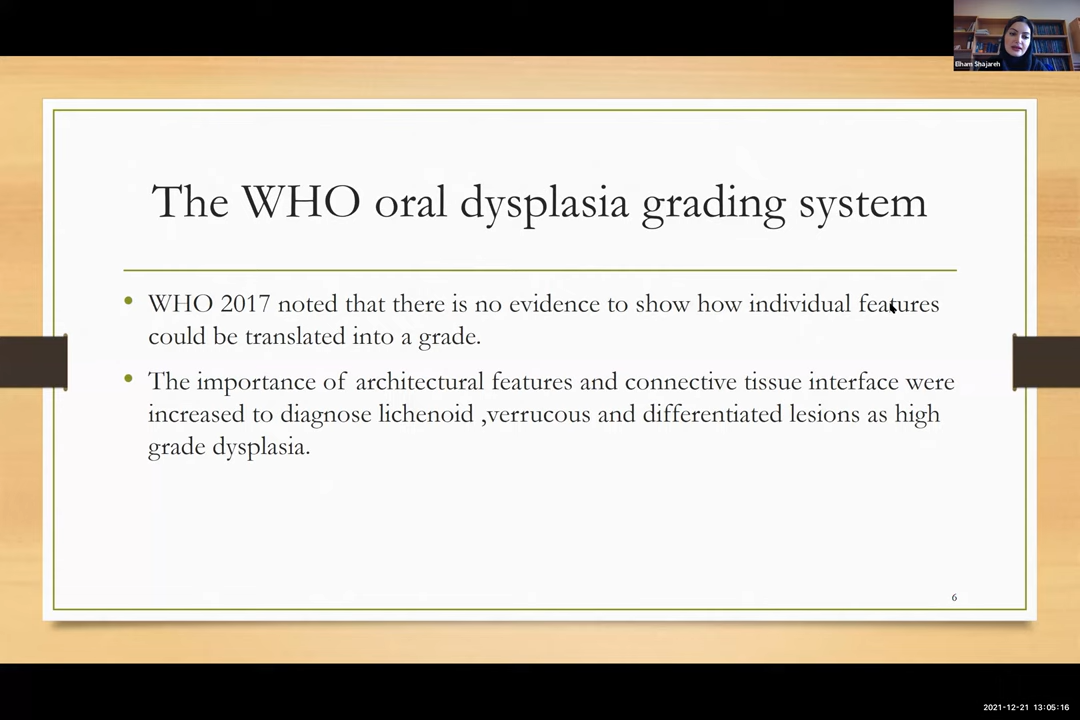 Elham Shajareh
The WHO oral dysplasia grading system
• WHO 2017 noted that there is no evidence to show how individual features
could be translated into a grade.
• The importance of architectural features and connective tissue interface were
increased to diagnose lichenoid ,verrucous and differentiated lesions as high
grade dysplasia.
6
2021-12-21 13:05:16